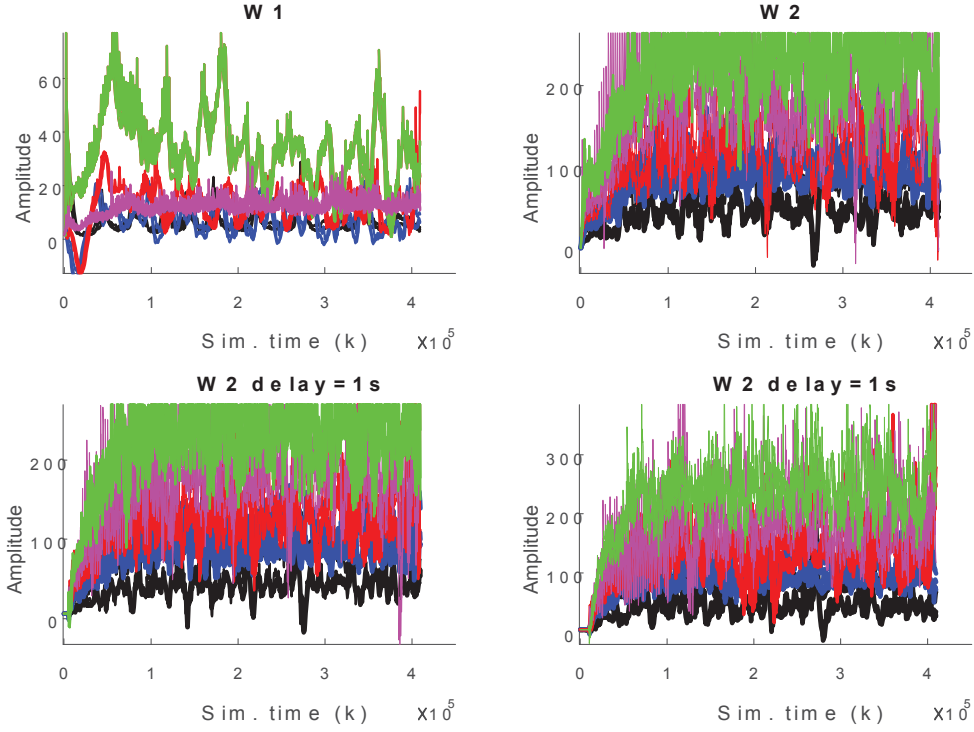 W 1
Amplitude
60
40
20
0
0 1 2 3 4
Sim. time (k) x10^5
W 2
Amplitude
200
100
0
0 1 2 3 4
Sim. time (k) x10^5
W 2 delay=1s
Amplitude
200
100
0
0 1 2 3 4
Sim. time (k) x10^5
W 2 delay=1s
Amplitude
300
200
100
0
0 1 2 3 4
Sim. time (k) x10^5